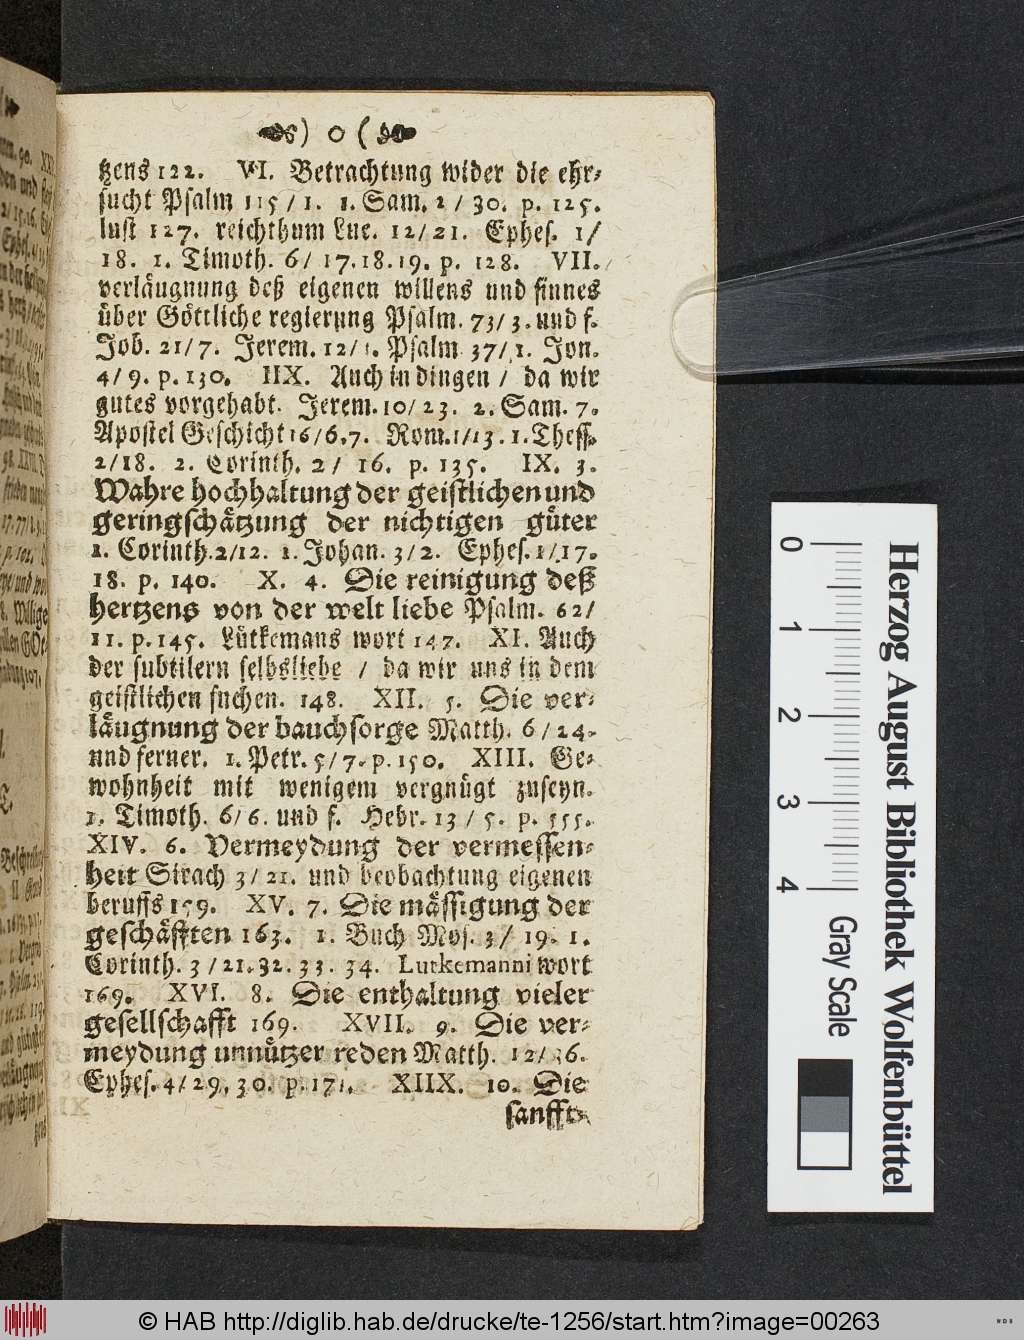 ) o (
tzens 122. VI. Betrachtung wider die ehr⸗
sucht Psalm 115/1. 1. Sam. 2/30. p. 125.
lust 127. reichthum Luc. 12/21. Ephes. 1/
18. 1. Timoth. 6/ 17.18.19. p. 128. VII.
verläugnung deß eigenen willens und sinnes
über Göttliche regierung Psalm. 73/3. und f.
Job. 21/7. Jerem. 12/1. Psalm 37/1. Jon.
4/9. p. 130. IIX. Auch in dingen / da wir
gutes vorgehabt. Jerem. 10/23. 2. Sam. 7.
Apostel Geschicht 16/6.7. Rom. 1/13. 1. Thess.
2/18. 2. Corinth. 2/ 16. p. 135. IX. 3.
Wahre hochhaltung der geistlichen und
geringschätzung der nichtigen güter
1. Corinth. 2/12. 1. Johan. 3/2. Ephes. 1/17.
18. p. 140. X. 4. Die reinigung deß
hertzens von der welt liebe Psalm. 62/
11. p. 145. Lütkemans wort 147. XI. Auch
der subtilern selbsliebe / da wir uns in dem
geistlichen suchen. 148. XII. 5. Die ver⸗
läugnung der bauchsorge Matth. 6/24.
und ferner. 1. Petr. 5/7. p. 150. XIII. Ge⸗
wohnheit mit wenigem vergnügt zuseyn.
1. Timoth. 6/6. und f. Hebr. 13/5. p. 155.
XIV. 6. Vermeydung der vermessen⸗
heit Sirach 3/21. und beobachtung eigenen
beruffs 159. XV. 7. Die mässigung der
geschäfften 163. 1. Buch Mos. 3/ 19. 1.
Corinth. 3/21.22. 33. 34. Lutkemanni wort
169. XVI. 8. Die enthaltung vieler
gesellschafft 169. XVII. 9. Die ver⸗
meydung unnützer reden Matth. 12/36.
Ephes. 4/29. 30. p. 171. XIIX. 10. Die
sanfft⸗
0 1 2 3 4
Herzog August Bibliothek Wolfenbüttel
Gray Scale
© HAB http://diglib.hab.de/drucke/te-1256/start.htm?image=00263